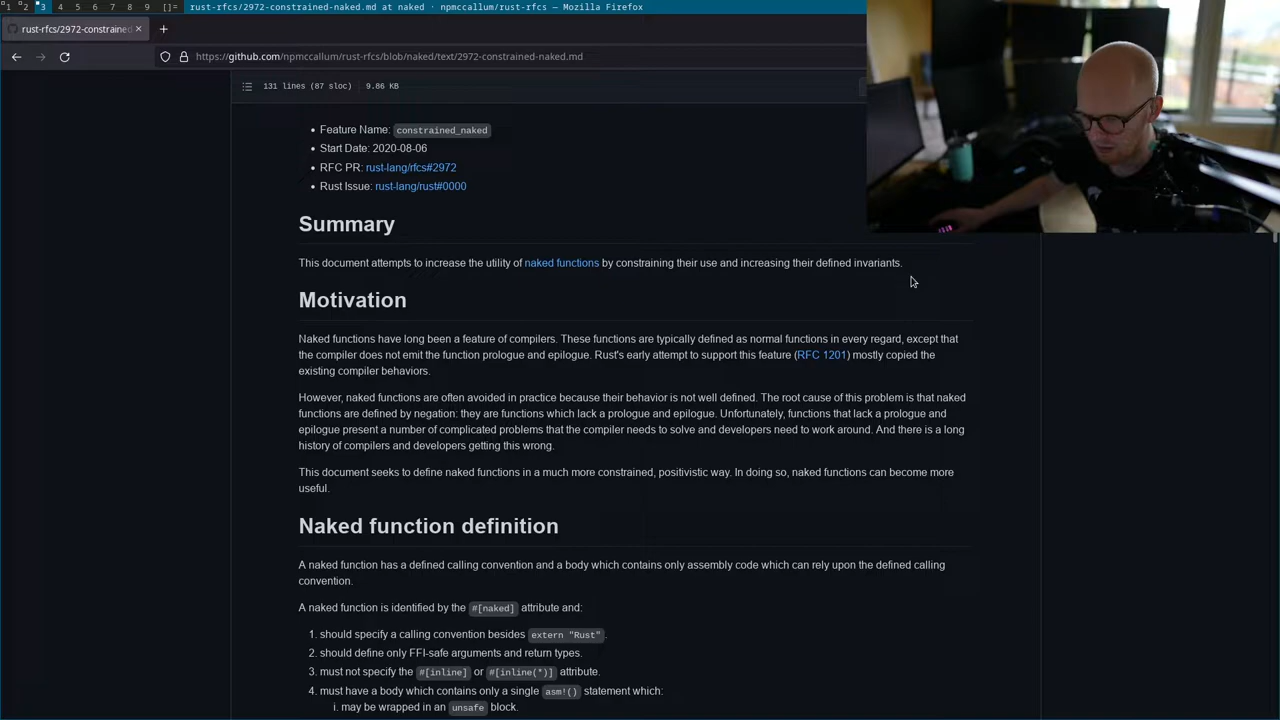 1 2 3 4 5 6 7 8 9 []= rust-rfcs/2972-constrained-naked.md at naked · npmccallum/rust-rfcs — Mozilla Firefox
rust-rfcs/2972-constrained
https://github.com/npmccallum/rust-rfcs/blob/naked/text/2972-constrained-naked.md
131 lines (87 sloc) 9.86 KB
• Feature Name: constrained_naked
• Start Date: 2020-08-06
• RFC PR: rust-lang/rfcs#2972
• Rust Issue: rust-lang/rust#0000
Summary
This document attempts to increase the utility of naked functions by constraining their use and increasing their defined invariants.
Motivation
Naked functions have long been a feature of compilers. These functions are typically defined as normal functions in every regard, except that
the compiler does not emit the function prologue and epilogue. Rust's early attempt to support this feature (RFC 1201) mostly copied the
existing compiler behaviors.
However, naked functions are often avoided in practice because their behavior is not well defined. The root cause of this problem is that naked
functions are defined by negation: they are functions which lack a prologue and epilogue. Unfortunately, functions that lack a prologue and
epilogue present a number of complicated problems that the compiler needs to solve and developers need to work around. And there is a long
history of compilers and developers getting this wrong.
This document seeks to define naked functions in a much more constrained, positivistic way. In doing so, naked functions can become more
useful.
Naked function definition
A naked function has a defined calling convention and a body which contains only assembly code which can rely upon the defined calling
convention.
A naked function is identified by the #[naked] attribute and:
1. should specify a calling convention besides extern "Rust".
2. should define only FFI-safe arguments and return types.
3. must not specify the #[inline] or #[inline(*)] attribute.
4. must have a body which contains only a single asm!() statement which:
i. may be wrapped in an unsafe block.